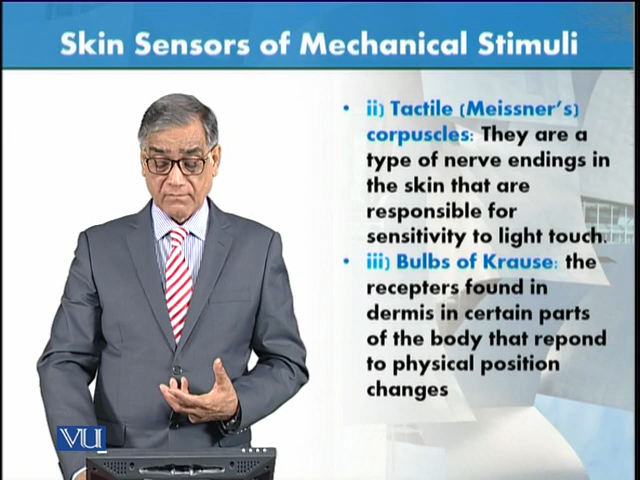 Skin Sensors of Mechanical Stimuli
• ii) Tactile (Meissner's)
corpuscles: They are a
type of nerve endings in
the skin that are
responsible for
sensitivity to light touch.
• iii) Bulbs of Krause: the
recepters found in
dermis in certain parts
of the body that repond
to physical position
changes
VU